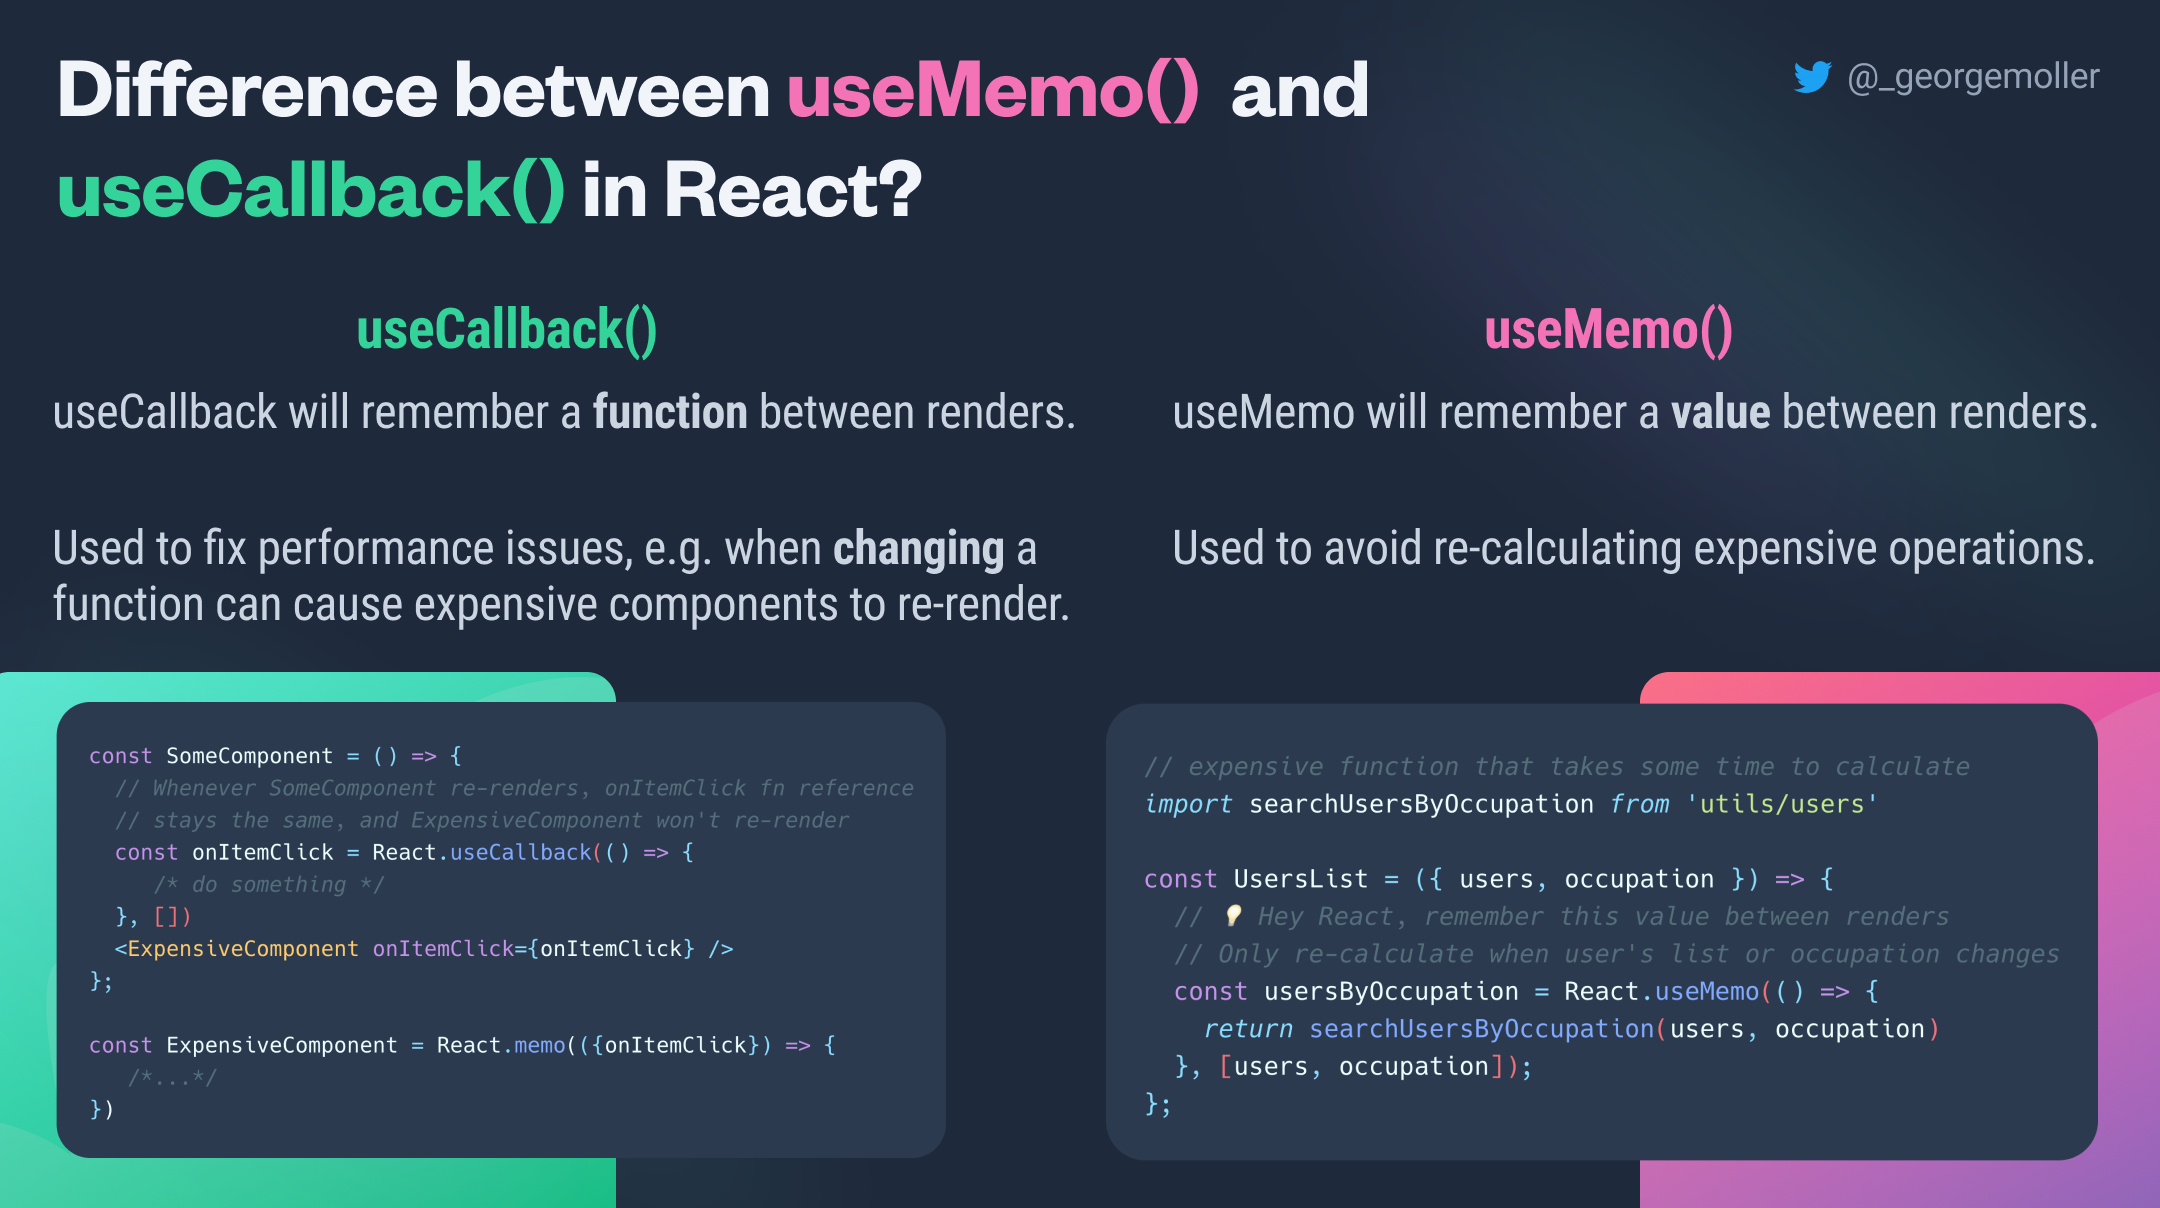 Difference between useMemo() and
useCallback() in React?
@_georgemoller
useCallback()
useCallback will remember a function between renders.
Used to fix performance issues, e.g. when changing a
function can cause expensive components to re-render.
const SomeComponent = () => {
  // Whenever SomeComponent re-renders, onItemClick fn reference
  // stays the same, and ExpensiveComponent won't re-render
  const onItemClick = React.useCallback(() => {
     /* do something */
  }, [])
  <ExpensiveComponent onItemClick={onItemClick} />
};
const ExpensiveComponent = React.memo(({onItemClick}) => {
   /*...*/
})
useMemo()
useMemo will remember a value between renders.
Used to avoid re-calculating expensive operations.
// expensive function that takes some time to calculate
import searchUsersByOccupation from 'utils/users'
const UsersList = ({ users, occupation }) => {
  // 💡 Hey React, remember this value between renders
  // Only re-calculate when user's list or occupation changes
  const usersByOccupation = React.useMemo(() => {
    return searchUsersByOccupation(users, occupation)
  }, [users, occupation]);
};